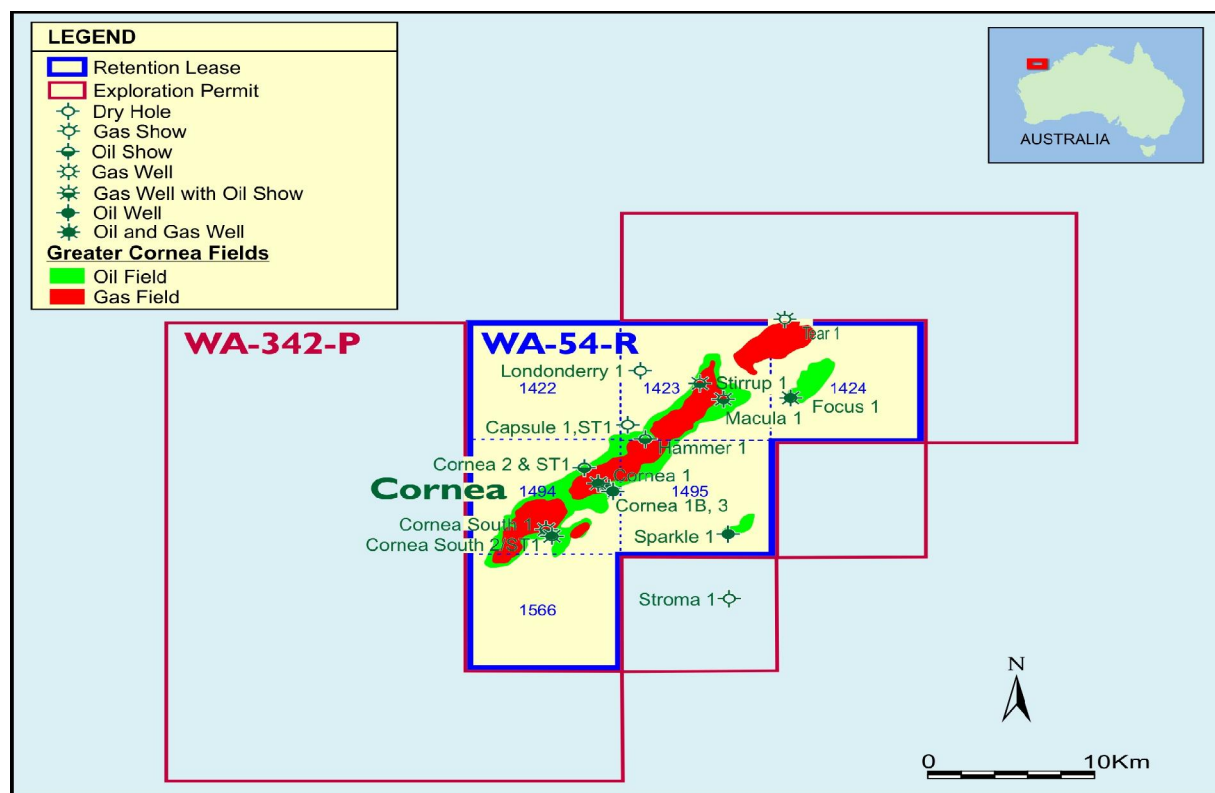 LEGEND
Retention Lease
Exploration Permit
Dry Hole
Gas Show
Oil Show
Gas Well
Gas Well with Oil Show
Oil Well
Oil and Gas Well
Greater Cornea Fields
Oil Field
Gas Field
AUSTRALIA
WA-342-P
WA-54-R
Tear 1
Londonderry 1
1422
1423
Stirrup 1
1424
Macula 1
Focus 1
Capsule 1,ST1
Hammer 1
Cornea 2 & ST1
Cornea 1
Cornea
1494
1495
Cornea 1B, 3
Cornea South 1
Cornea South 2/ST1
Sparkle 1
1566
Stroma 1
N
0 10Km